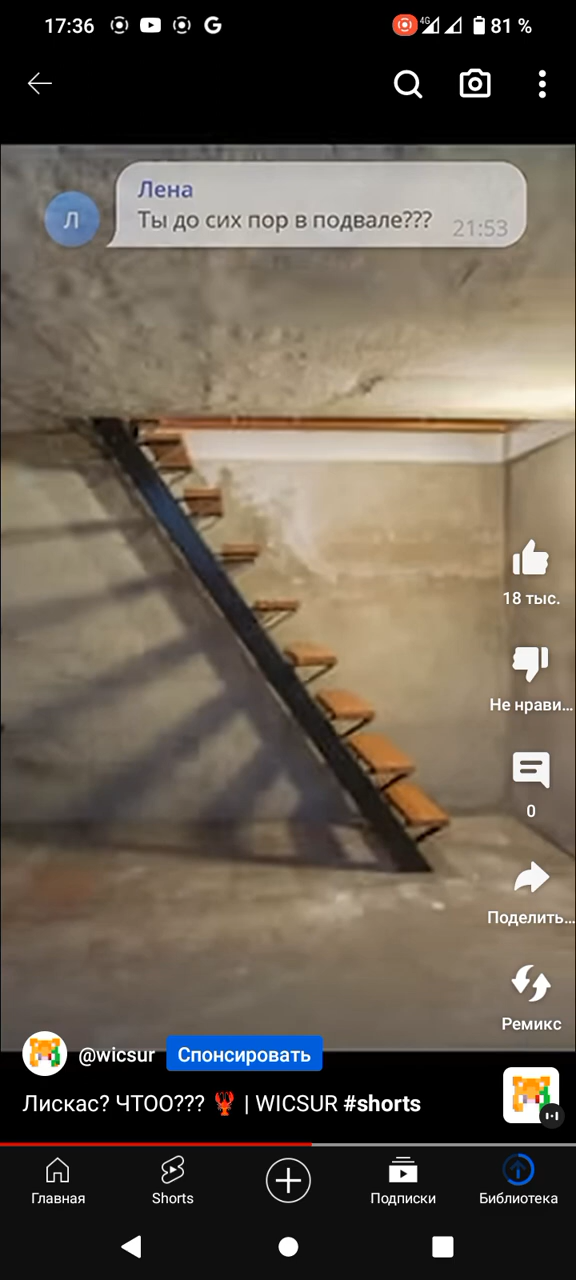 17:36
4G
81 %
Лена
Л
Ты до сих пор в подвале???
21:53
18 тыс.
Не нрави...
0
Поделить...
Ремикс
@wicsur
Спонсировать
Лискас? ЧТОО??? 🦞 | WICSUR #shorts
Главная
Shorts
Подписки
Библиотека